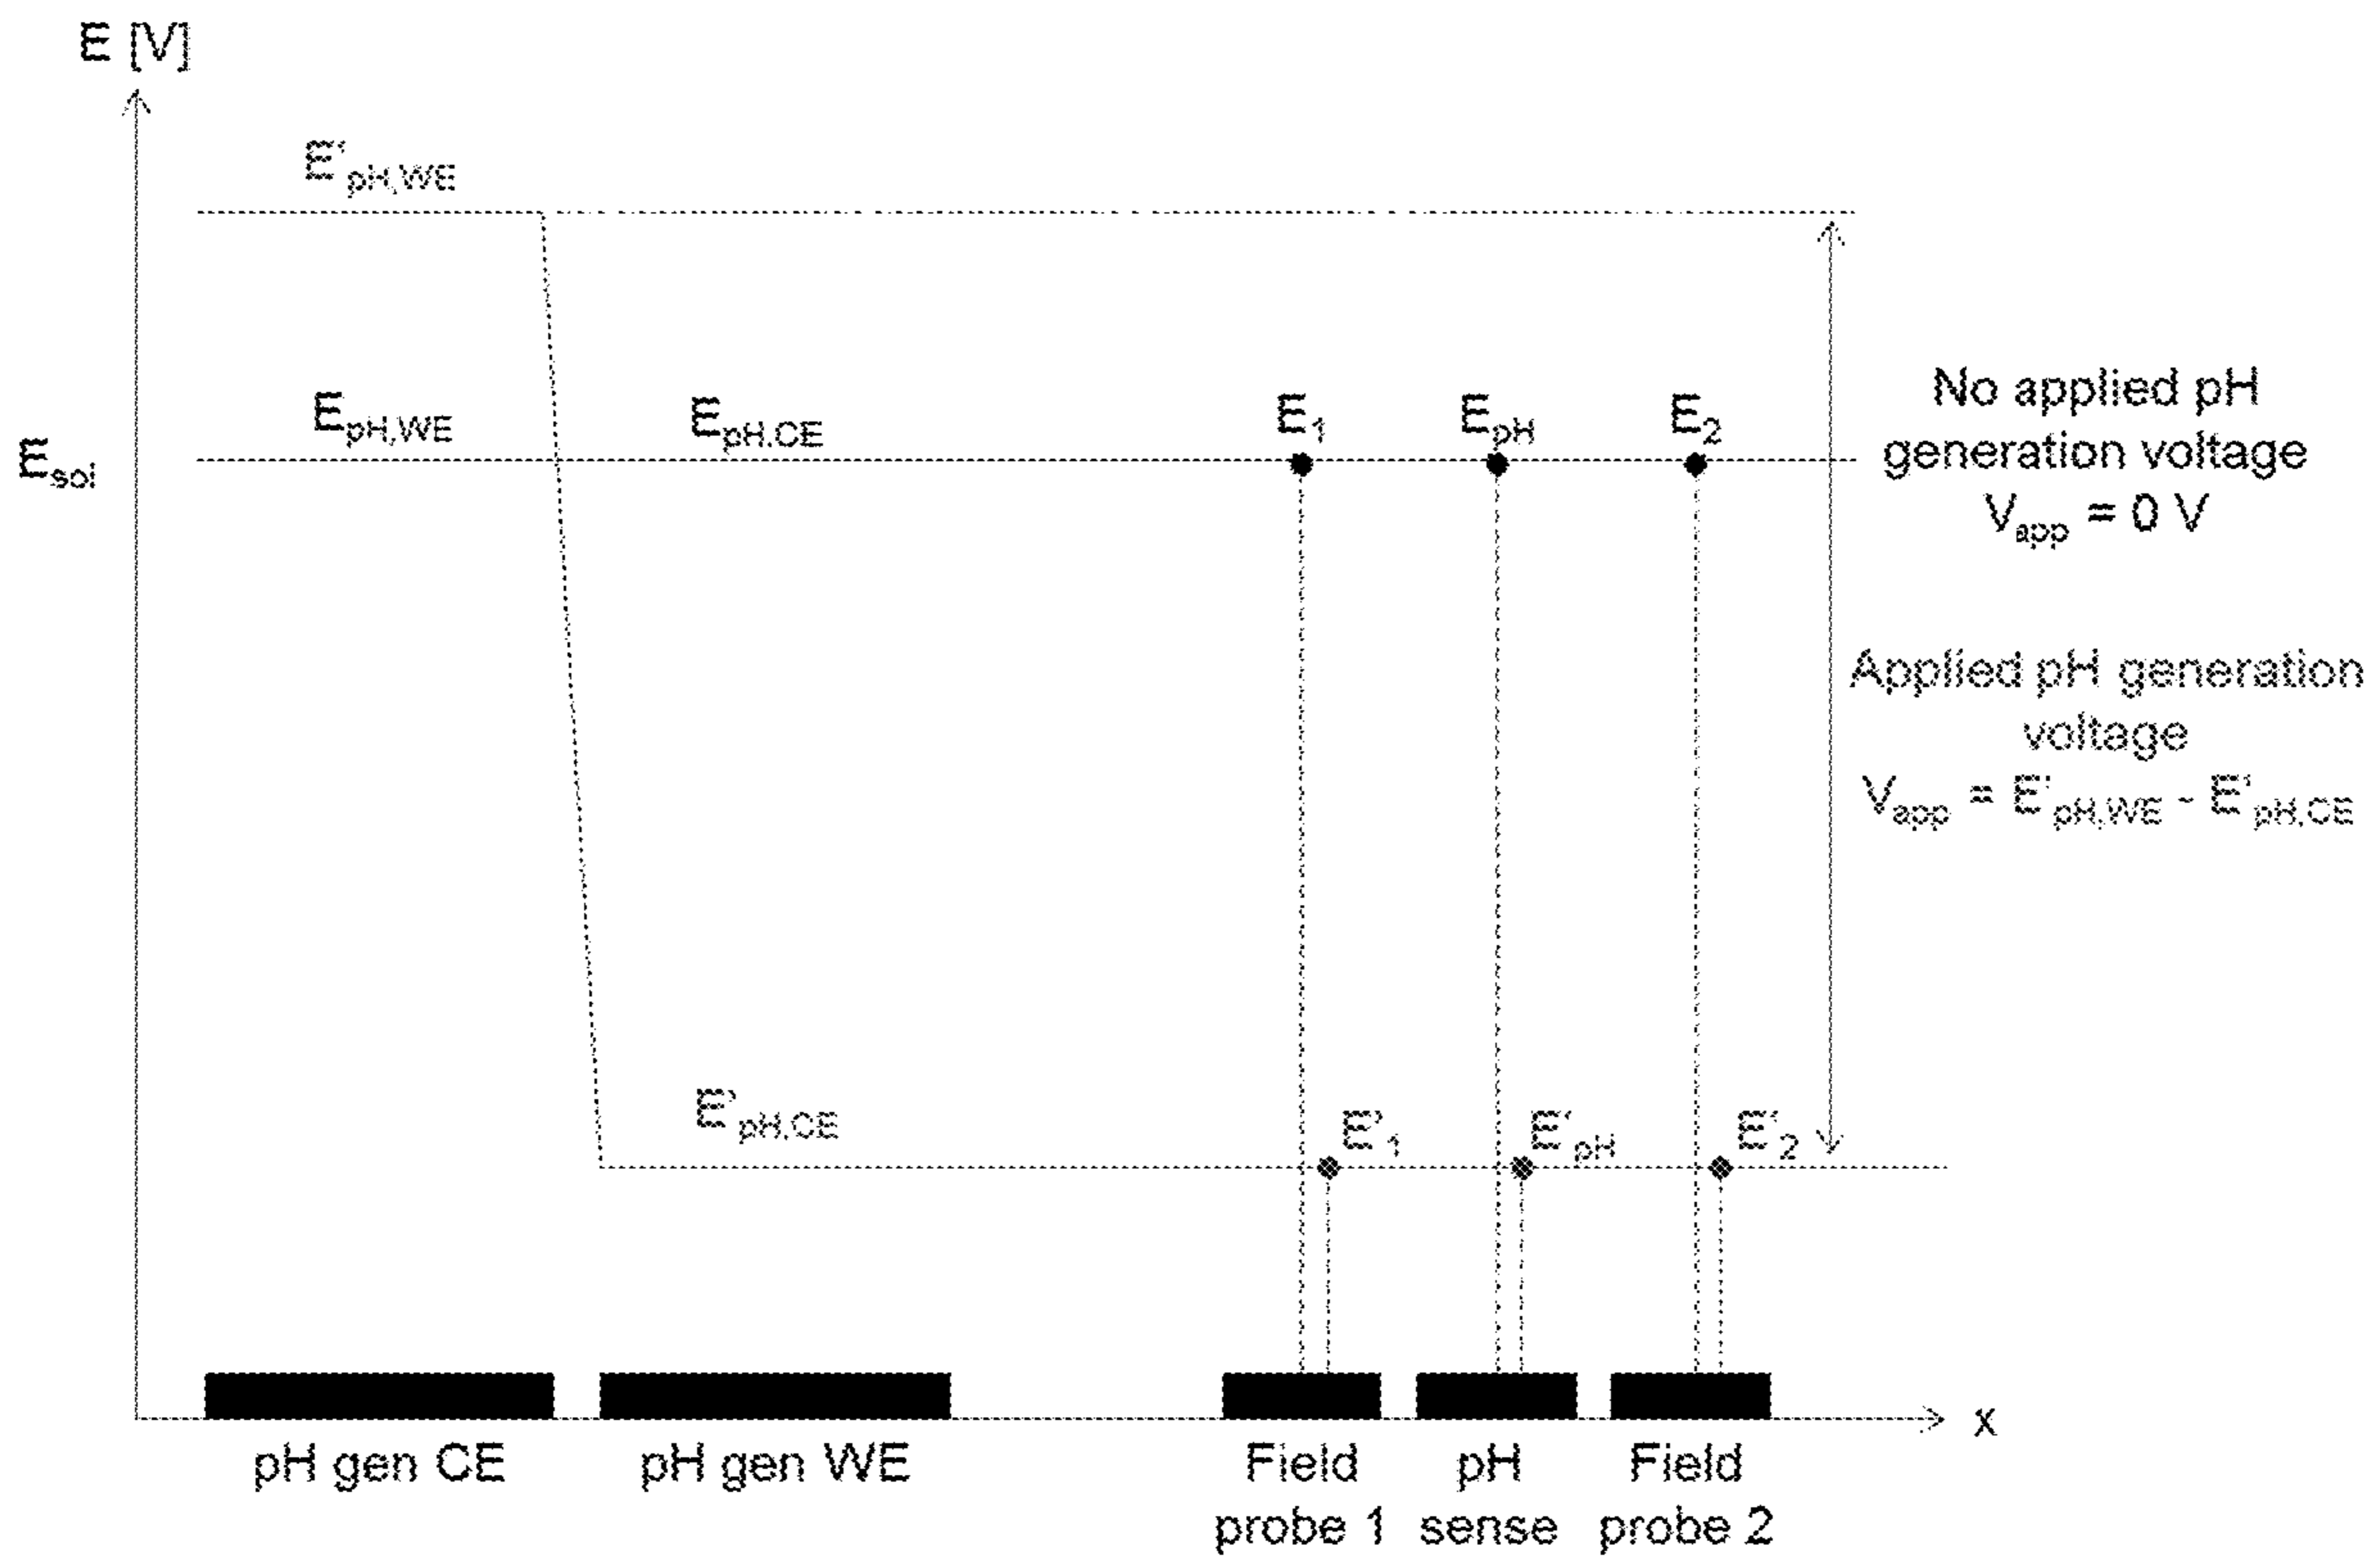 E [V]
E'pH,WE
EpH,WE
EpH,CE
E1
EpH
E2
Esol
No applied pH
generation voltage
Vapp = 0 V
Applied pH generation
voltage
Vapp = E'pH,WE - E'pH,CE
E'pH,CE
E'1
E'pH
E'2
x
pH gen CE
pH gen WE
Field
probe 1
pH
sense
Field
probe 2